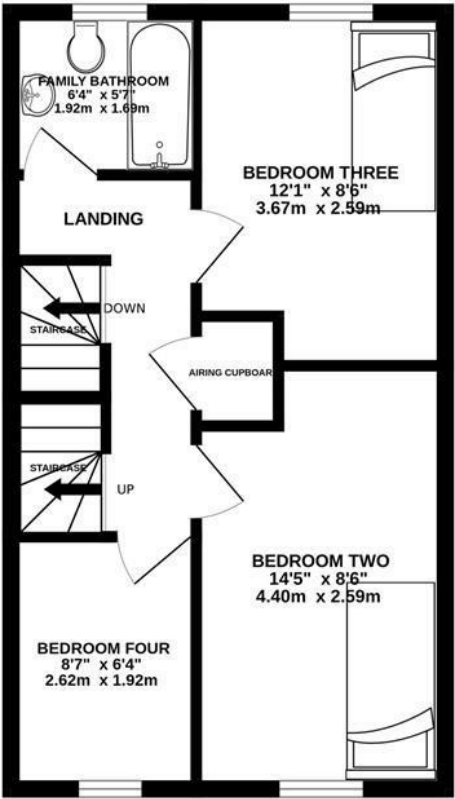 FAMILY BATHROOM
6'4" x 5'7"
1.92m x 1.69m
BEDROOM THREE
12'1" x 8'6"
3.67m x 2.59m
LANDING
DOWN
STAIRCASE
AIRING CUPBOAR
STAIRCASE
UP
BEDROOM TWO
14'5" x 8'6"
4.40m x 2.59m
BEDROOM FOUR
8'7" x 6'4"
2.62m x 1.92m